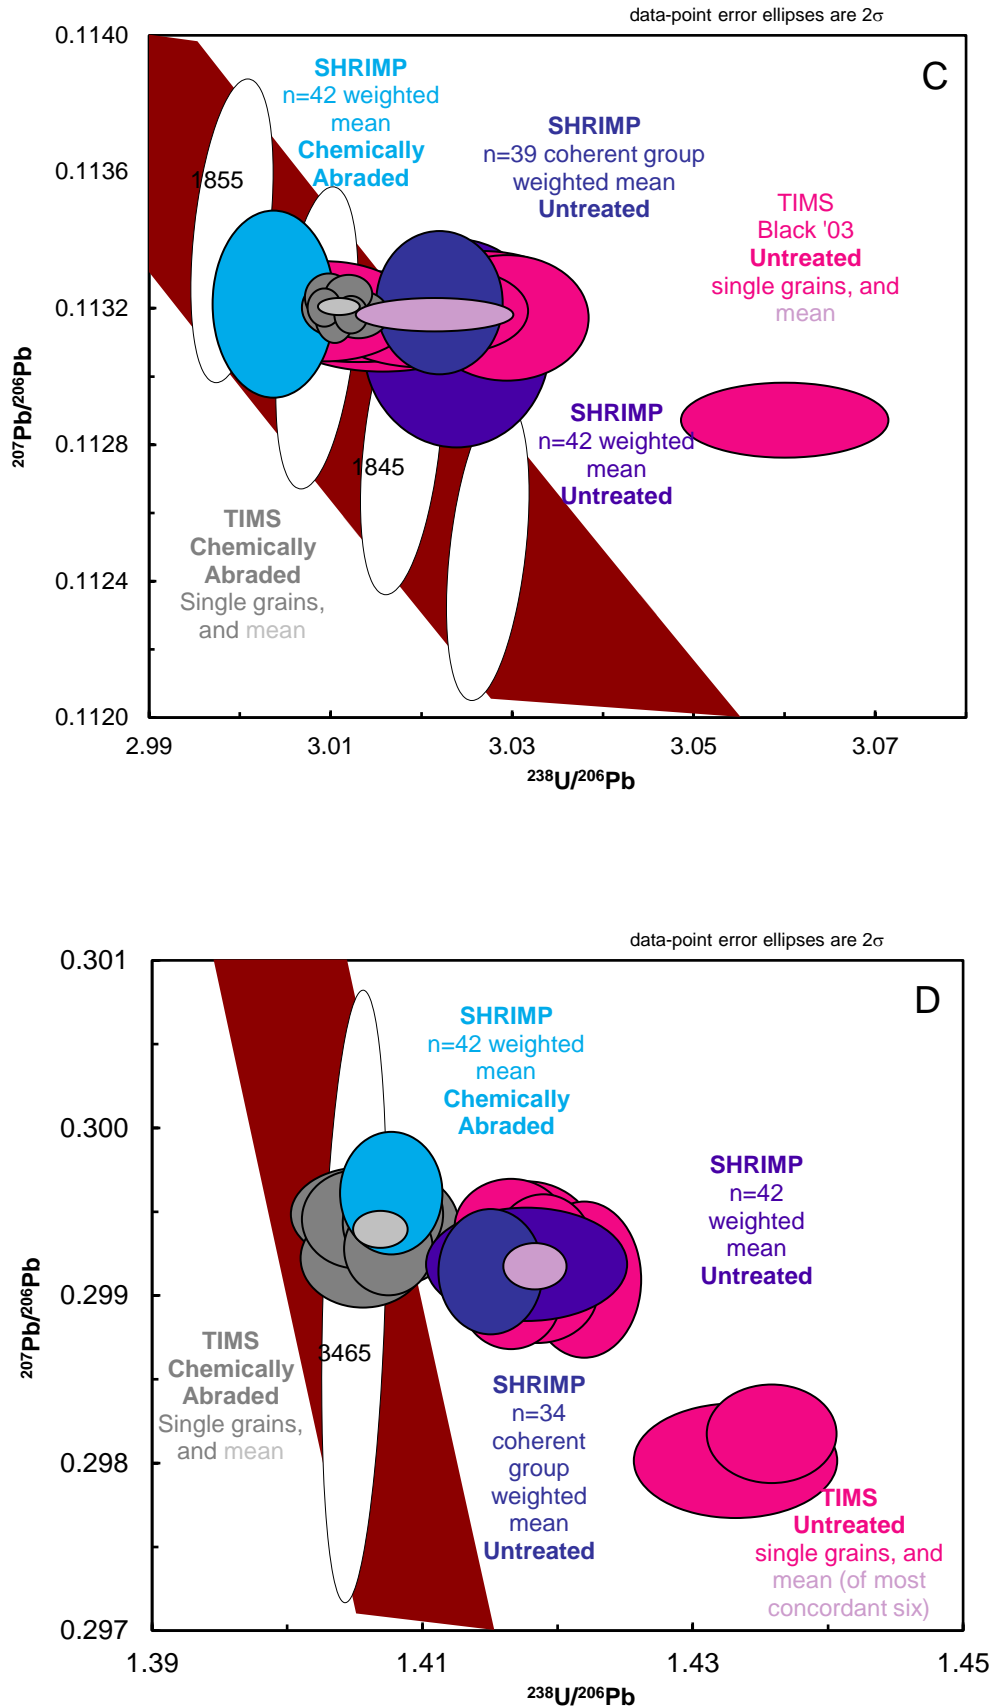 data-point error ellipses are 2σ
C
0.1140
0.1136
0.1132
0.1128
0.1124
0.1120
207Pb/206Pb
SHRIMP
n=42 weighted
mean
Chemically
Abraded
SHRIMP
n=39 coherent group
weighted mean
Untreated
TIMS
Black '03
Untreated
single grains, and
mean
1855
1845
SHRIMP
n=42 weighted
mean
Untreated
TIMS
Chemically
Abraded
Single grains,
and mean
2.99
3.01
3.03
3.05
3.07
238U/206Pb
data-point error ellipses are 2σ
D
0.301
0.300
0.299
0.298
0.297
207Pb/206Pb
SHRIMP
n=42 weighted
mean
Chemically
Abraded
SHRIMP
n=42
weighted
mean
Untreated
3465
TIMS
Chemically
Abraded
Single grains,
and mean
SHRIMP
n=34
coherent
group
weighted
mean
Untreated
TIMS
Untreated
single grains, and
mean (of most
concordant six)
1.39
1.41
1.43
1.45
238U/206Pb